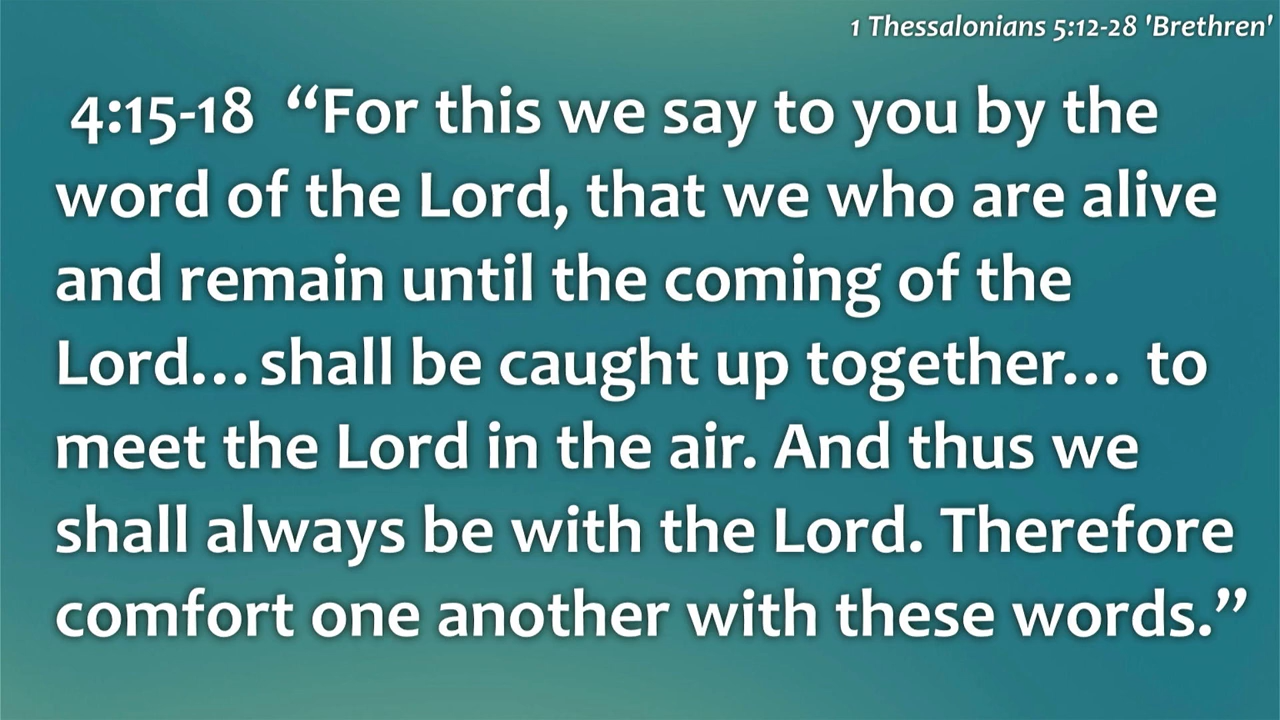 1 Thessalonians 5:12-28 'Brethren'
4:15-18 “For this we say to you by the
word of the Lord, that we who are alive
and remain until the coming of the
Lord… shall be caught up together… to
meet the Lord in the air. And thus we
shall always be with the Lord. Therefore
comfort one another with these words.”